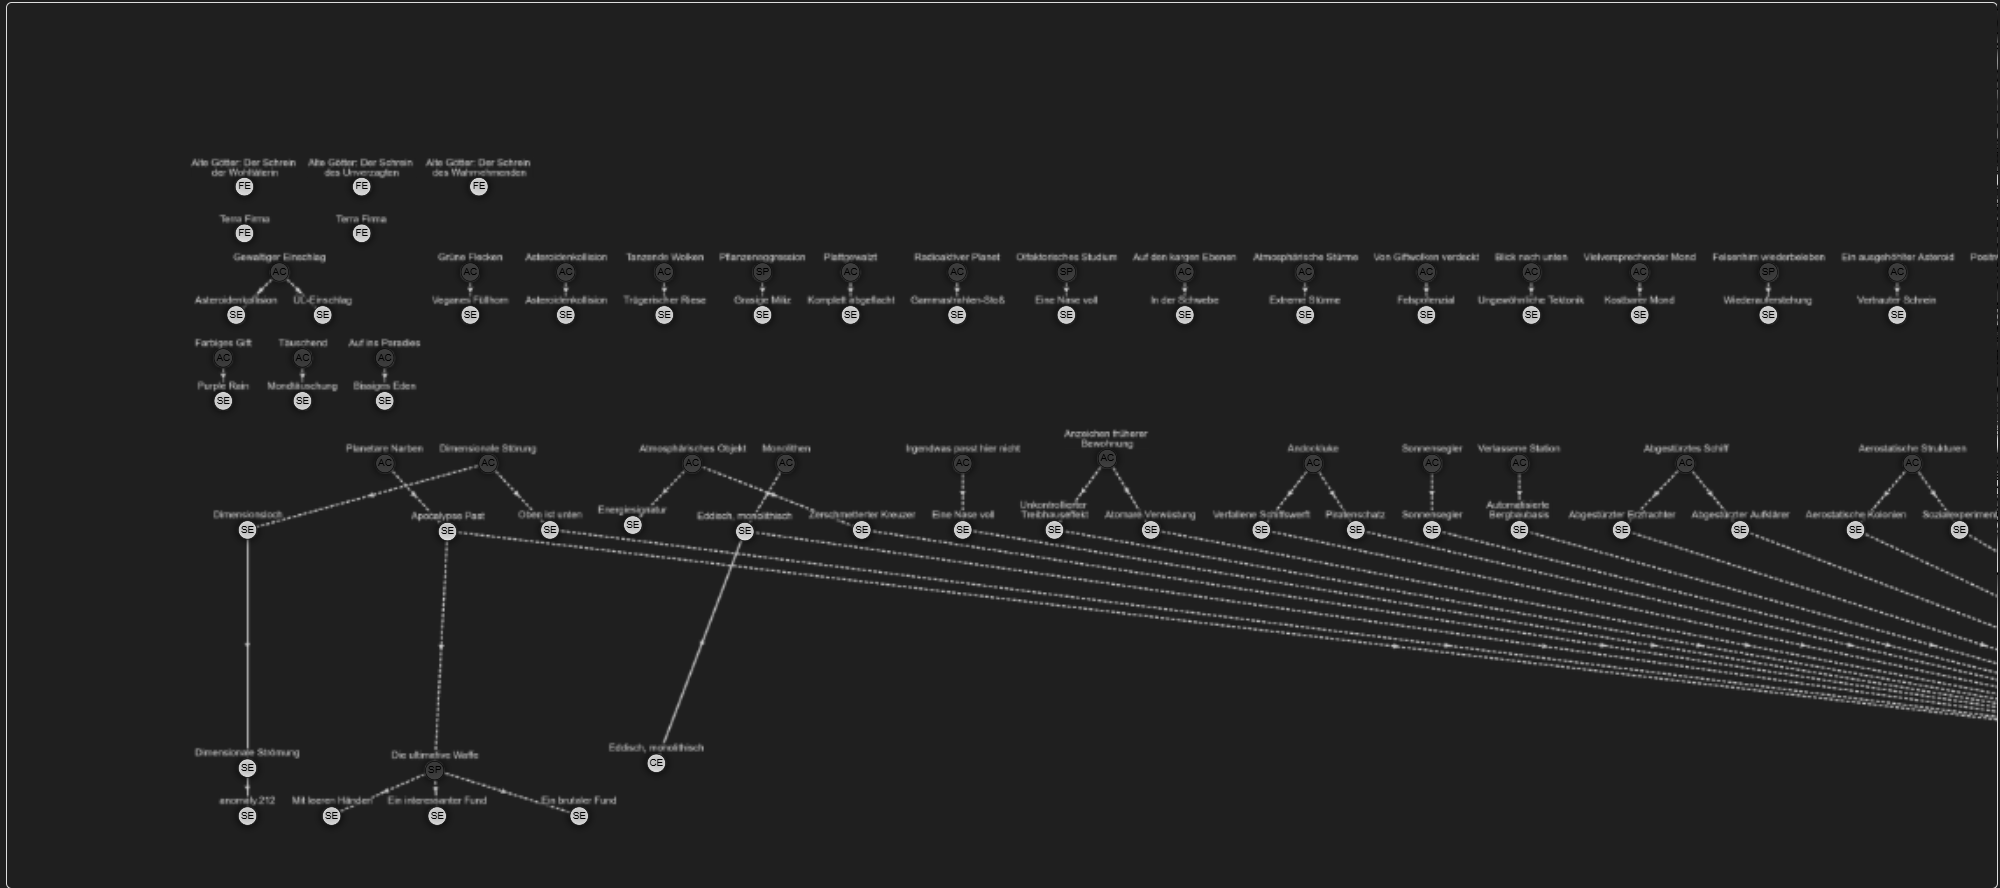 Alte Götter: Der Schrein
der Wohltäterin
FE
Alte Götter: Der Schrein
des Unverzagten
FE
Alte Götter: Der Schrein
des Wahrnehmenden
FE
Terra Firma
FE
Terra Firma
FE
Gewaltiger Einschlag
AC
Grüne Flecken
AC
Asteroidenkollision
AC
Tanzende Wolken
AC
Pflanzenaggression
SP
Plattgewalzt
AC
Radioaktiver Planet
AC
Olfaktorisches Studium
SP
Auf den kargen Ebenen
AC
Atmosphärische Stürme
AC
Von Giftwolken verdeckt
AC
Blick nach unten
AC
Vielversprechender Mond
AC
Felsenhirn wiederbeleben
SP
Ein ausgehöhlter Asteroid
AC
Asteroidenkollision
SE
ÜL-Einschlag
SE
Veganes Füllhorn
SE
Asteroidenkollision
SE
Trügerischer Riese
SE
Grasige Miliz
SE
Komplett abgeflacht
SE
Gammastrahlen-Stoß
SE
Eine Nase voll
SE
In der Schwebe
SE
Extreme Stürme
SE
Felspotenzial
SE
Ungewöhnliche Tektonik
SE
Kostbarer Mond
SE
Wiederauferstehung
SE
Vertrauter Schrein
SE
Farbiges Gift
AC
Täuschend
AC
Auf ins Paradies
AC
Purple Rain
SE
Mondtäuschung
SE
Bissiges Eden
SE
Planetare Narben
AC
Dimensionale Störung
AC
Atmosphärisches Objekt
AC
Monolithen
AC
Irgendwas passt hier nicht
AC
Anzeichen früherer
Bewohnung
AC
Andockluke
AC
Sonnensegler
AC
Verlassene Station
AC
Abgestürztes Schiff
AC
Aerostatische Strukturen
AC
Dimensionsloch
SE
Apocalypse Past
SE
Oben ist unten
SE
Energiesignatur
SE
Eddisch, monolithisch
SE
Zerschmetterter Kreuzer
SE
Eine Nase voll
SE
Unkontrollierter
Treibhauseffekt
SE
Atomare Verwüstung
SE
Verfallene Schiffswerft
SE
Piratenschatz
SE
Sonnensegler
SE
Automatisierte
Bergbaubasis
SE
Abgestürzter Erzfrachter
SE
Abgestürzter Aufklärer
SE
Aerostatische Kolonien
SE
Sozialexperiment
SE
Dimensionale Strömung
SE
Die ultimative Waffe
SP
Eddisch, monolithisch
CE
anomaly.212
SE
Mit leeren Händen
SE
Ein interessanter Fund
SE
Ein brutaler Fund
SE